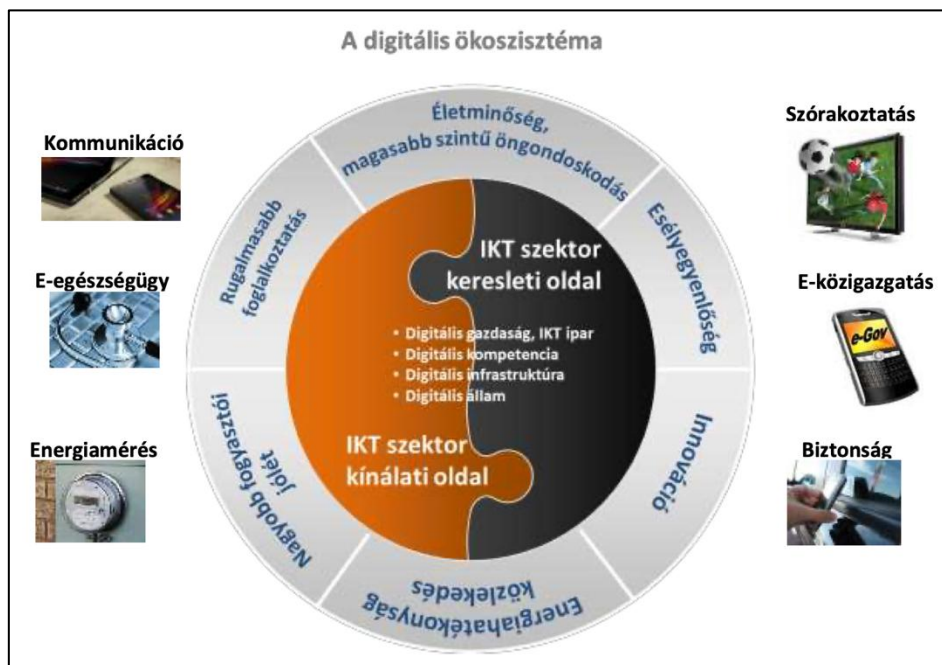 A digitális ökoszisztéma
Kommunikáció
E-egészségügy
Energiamérés
Életminőség,
magasabb szintű öngondoskodás
Esélyegyenlőség
Innováció
Energiahatékonyság
közlekedés
Nagyobb fogyasztói
jólét
Rugalmasabb
foglalkoztatás
IKT szektor
keresleti oldal
• Digitális gazdaság, IKT ipar
• Digitális kompetencia
• Digitális infrastruktúra
• Digitális állam
IKT szektor
kínálati oldal
Szórakoztatás
E-közigazgatás
e-Gov
Biztonság